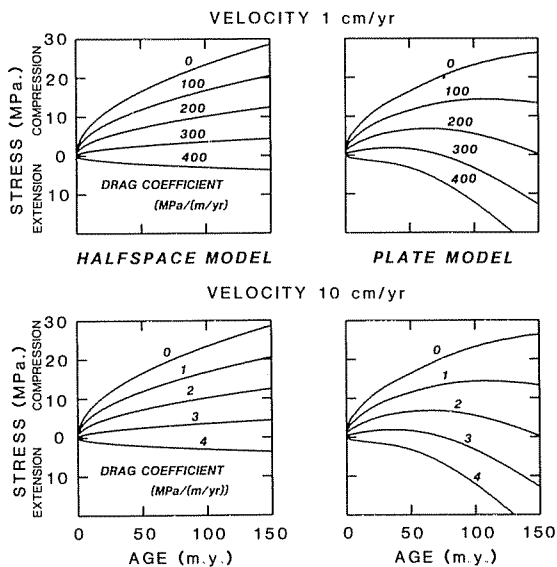 VELOCITY 1 cm/yr
STRESS (MPa.)
EXTENSION COMPRESSION
30
20
10
0
10
0
100
200
300
400
DRAG COEFFICIENT
(MPa/(m/yr)
HALFSPACE MODEL
0
100
200
300
400
PLATE MODEL
VELOCITY 10 cm/yr
STRESS (MPa.)
EXTENSION COMPRESSION
30
20
10
0
10
0
1
2
3
4
DRAG COEFFICIENT
(MPa/(m/yr))
0 50 100 150
AGE (m.y.)
0
1
2
3
4
0 50 100 150
AGE (m.y.)